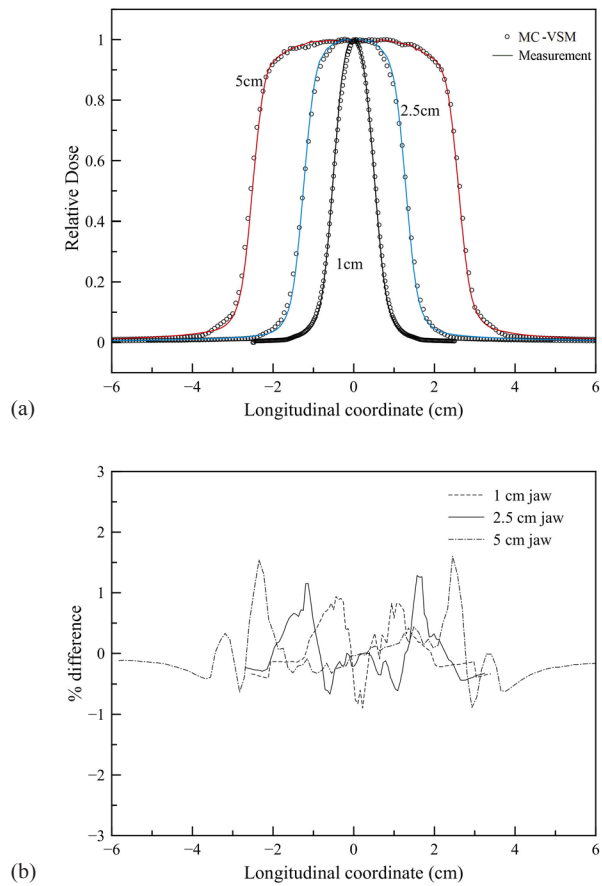 1
0.8
0.6
0.4
0.2
0
Relative Dose
5cm
2.5cm
1cm
MC-VSM
Measurement
−6
−4
−2
0
2
4
6
Longitudinal coordinate (cm)
(a)
3
2
1
0
−1
−2
−3
% difference
1 cm jaw
2.5 cm jaw
5 cm jaw
−6
−4
−2
0
2
4
6
Longitudinal coordinate (cm)
(b)